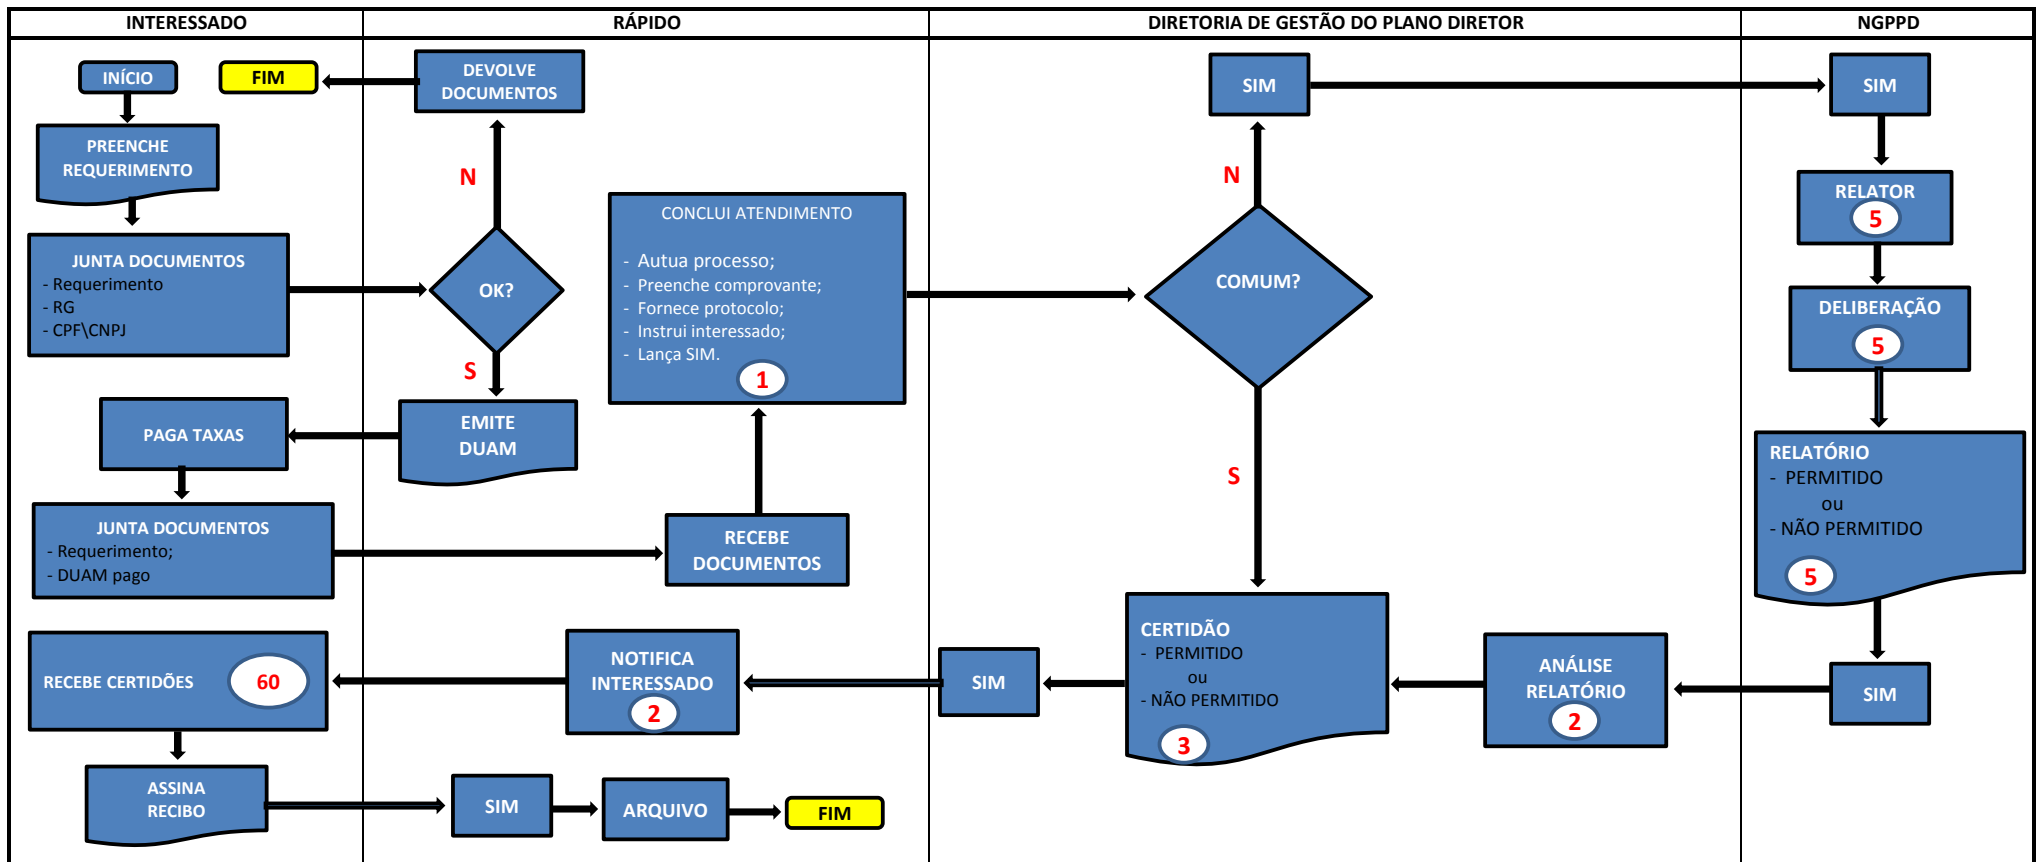 INTERESSADO
RÁPIDO
DIRETORIA DE GESTÃO DO PLANO DIRETOR
NGPPD
INÍCIO
FIM
PREENCHE
REQUERIMENTO
JUNTA DOCUMENTOS
- Requerimento
- RG
- CPF\CNPJ
PAGA TAXAS
JUNTA DOCUMENTOS
- Requerimento;
- DUAM pago
RECEBE CERTIDÕES
60
ASSINA
RECIBO
DEVOLVE
DOCUMENTOS
N
OK?
S
EMITE
DUAM
CONCLUI ATENDIMENTO
- Autua processo;
- Preenche comprovante;
- Fornece protocolo;
- Instrui interessado;
- Lança SIM.
1
RECEBE
DOCUMENTOS
NOTIFICA
INTERESSADO
2
SIM
ARQUIVO
FIM
SIM
N
COMUM?
S
CERTIDÃO
- PERMITIDO
ou
- NÃO PERMITIDO
3
SIM
ANÁLISE
RELATÓRIO
2
SIM
RELATOR
5
DELIBERAÇÃO
5
RELATÓRIO
- PERMITIDO
ou
- NÃO PERMITIDO
5
SIM